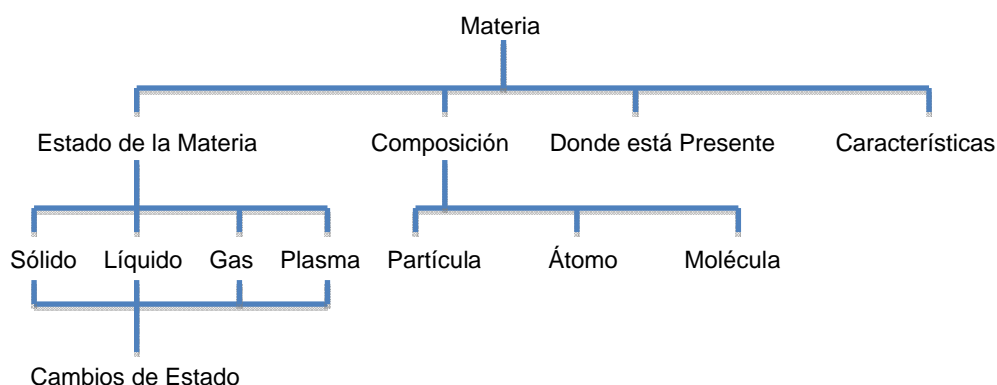 Materia
Estado de la Materia Composición Donde está Presente Características
Sólido Líquido Gas Plasma Partícula Átomo Molécula
Cambios de Estado